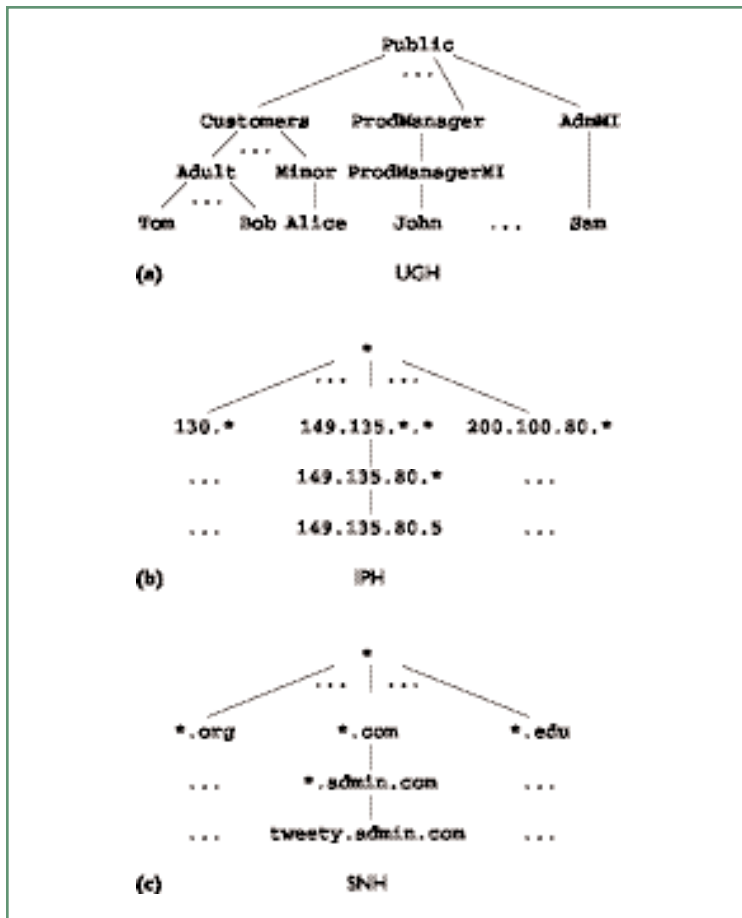 Public
...
Customers ProdManager AdmMI
...
Adult Minor ProdManagerMI
...
Tom Bob Alice John ... Sam
(a) UGH
*
... ...
130.* 149.135.*.* 200.100.80.*
... 149.135.80.* ...
... 149.135.80.5 ...
(b) IPH
*
... ...
*.org *.com *.edu
... *.admin.com ...
... tweety.admin.com ...
(c) SNH